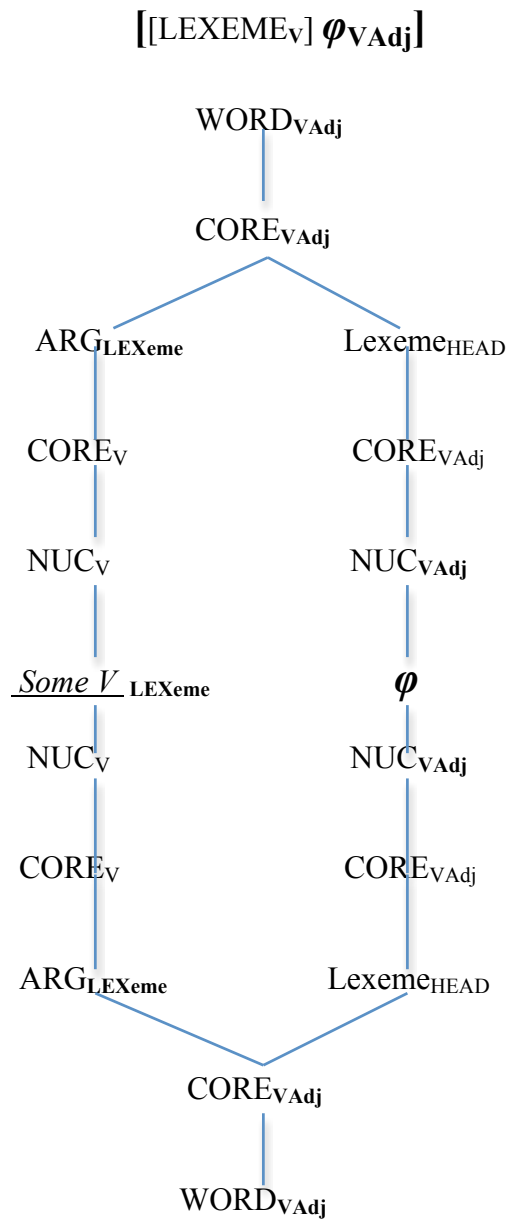 [[LEXEMEV] φVAdj]
WORDVAdj
COREVAdj
ARGLEXeme LexemeHEAD
COREV COREVAdj
NUCV NUCVAdj
Some V LEXeme φ
NUCV NUCVAdj
COREV COREVAdj
ARGLEXeme LexemeHEAD
COREVAdj
WORDVAdj